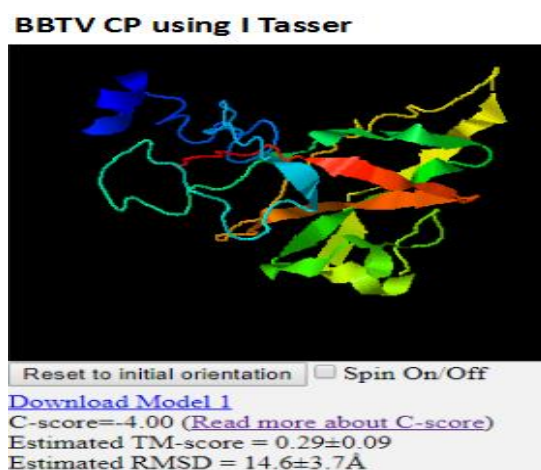 BBTV CP using I Tasser
Reset to initial orientation Spin On/Off
Download Model 1
C-score=-4.00 (Read more about C-score)
Estimated TM-score = 0.29±0.09
Estimated RMSD = 14.6±3.7Å